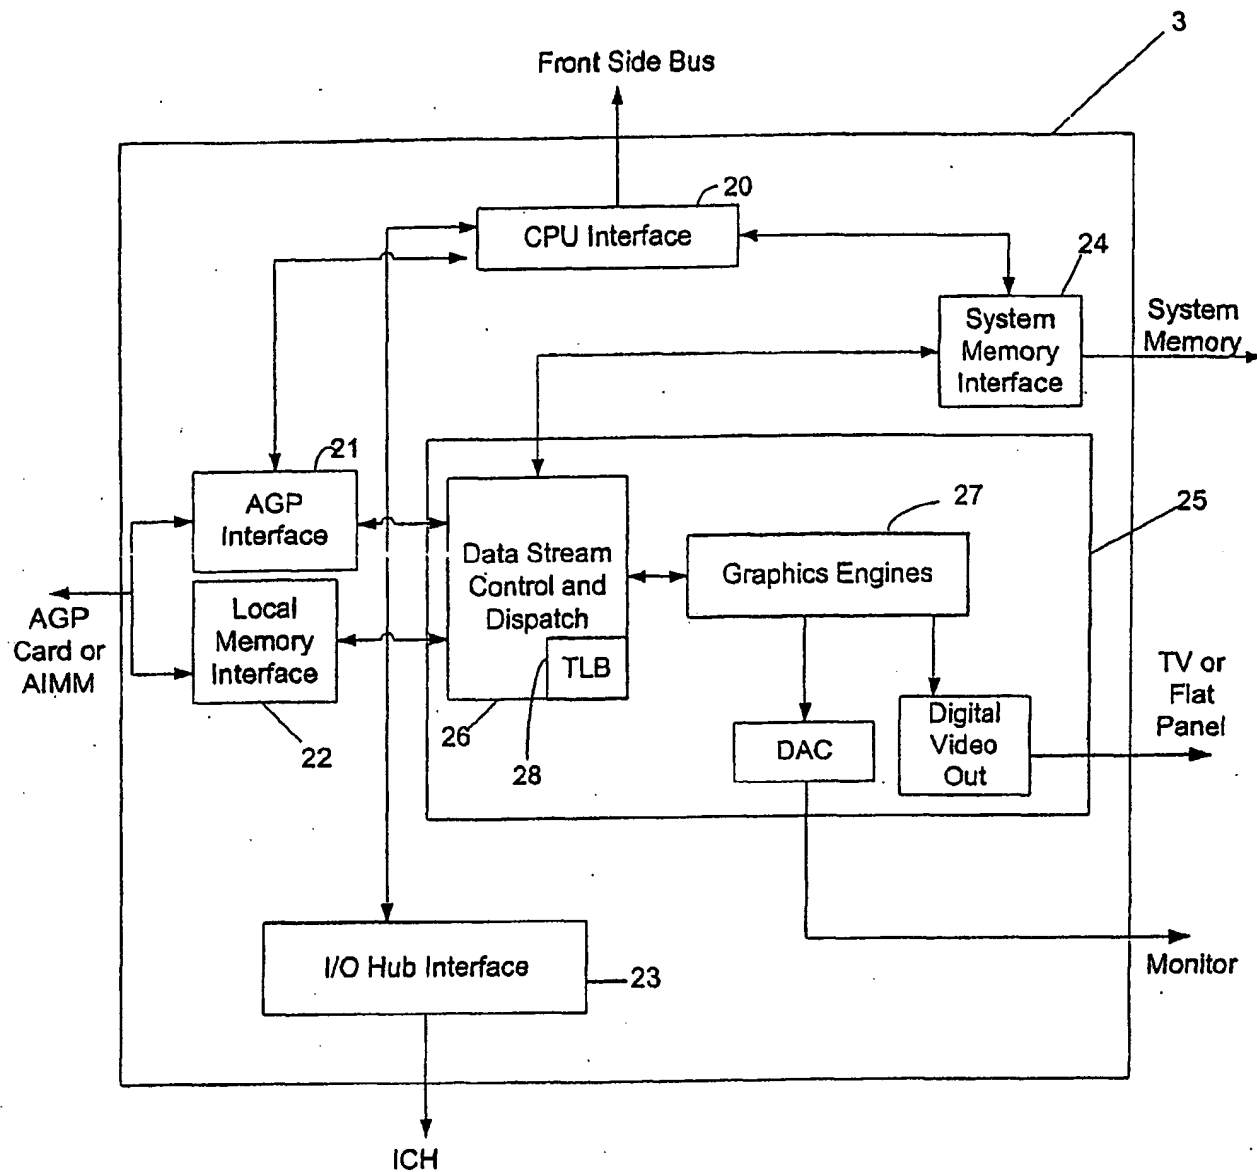 3
Front Side Bus
20
CPU Interface
24
System
Memory
Interface
System
Memory
21
AGP
Interface
27
25
Data Stream
Control and
Dispatch
Graphics Engines
AGP
Card or
AIMM
Local
Memory
Interface
TLB
TV or
Flat
Panel
22
26
28
DAC
Digital
Video
Out
I/O Hub Interface
23
Monitor
ICH